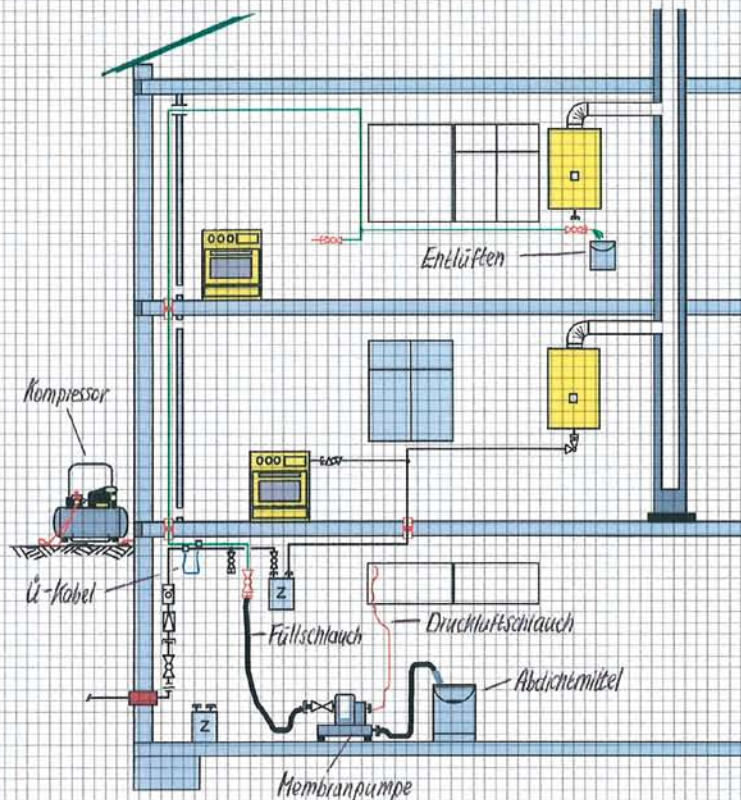 Entlüften
Kompressor
Ü-Kabel
Z
Füllschlauch
Druckluftschlauch
Abdichtmittel
Z
Membranpumpe